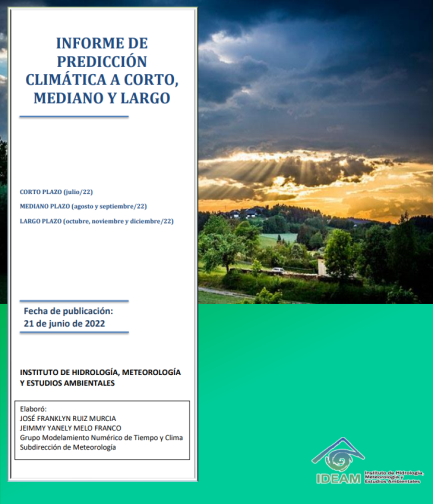 INFORME DE
PREDICCIÓN
CLIMÁTICA A CORTO,
MEDIANO Y LARGO
CORTO PLAZO (julio/22)
MEDIANO PLAZO (agosto y septiembre/22)
LARGO PLAZO (octubre, noviembre y diciembre/22)
Fecha de publicación:
21 de junio de 2022
INSTITUTO DE HIDROLOGÍA, METEOROLOGÍA
Y ESTUDIOS AMBIENTALES
Elaboró:
JOSÉ FRANKLYN RUIZ MURCIA
JEIMMY YANELY MELO FRANCO
Grupo Modelamiento Numérico de Tiempo y Clima
Subdirección de Meteorología
IDEAM
Instituto de Hidrología,
Meteorología y
Estudios Ambientales